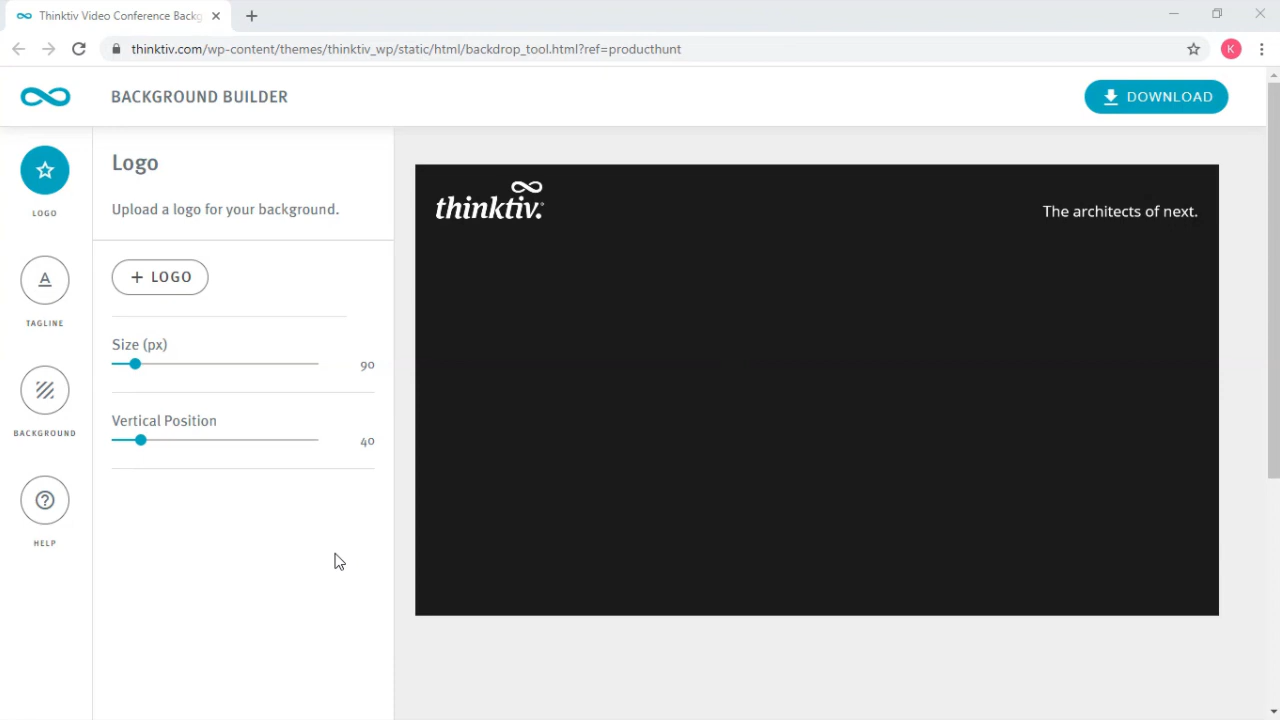 Thinktiv Video Conference Backg
thinktiv.com/wp-content/themes/thinktiv_wp/static/html/backdrop_tool.html?ref=producthunt
K
BACKGROUND BUILDER
DOWNLOAD
LOGO
TAGLINE
BACKGROUND
HELP
Logo
Upload a logo for your background.
+ LOGO
Size (px)
90
Vertical Position
40
thinktiv.
The architects of next.